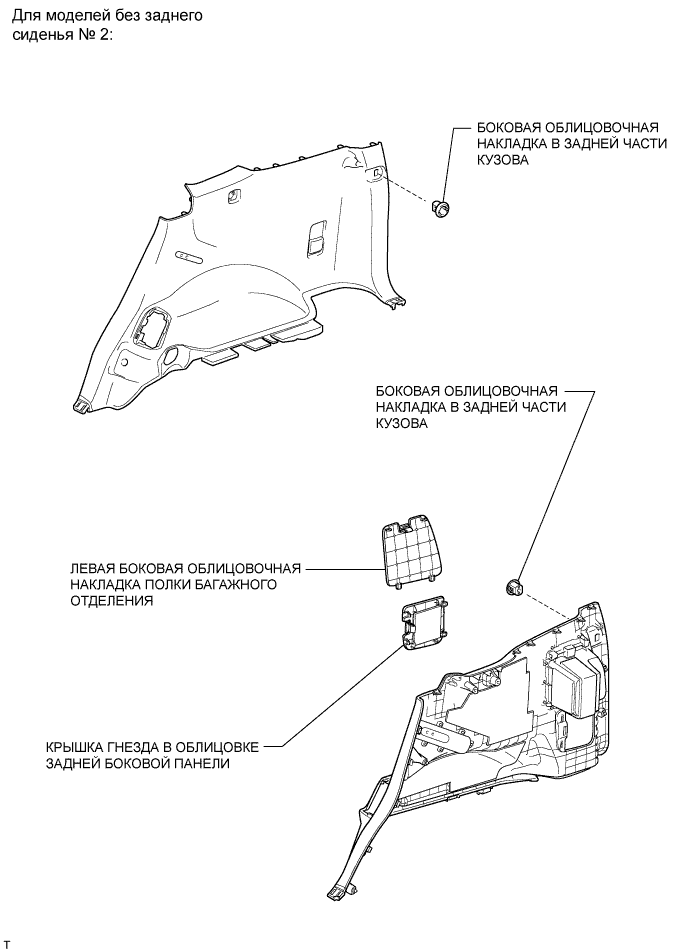 Для моделей без заднего
сиденья № 2:
БОКОВАЯ ОБЛИЦОВОЧНАЯ
НАКЛАДКА В ЗАДНЕЙ ЧАСТИ
КУЗОВА
БОКОВАЯ ОБЛИЦОВОЧНАЯ
НАКЛАДКА В ЗАДНЕЙ ЧАСТИ
КУЗОВА
ЛЕВАЯ БОКОВАЯ ОБЛИЦОВОЧНАЯ
НАКЛАДКА ПОЛКИ БАГАЖНОГО
ОТДЕЛЕНИЯ
КРЫШКА ГНЕЗДА В ОБЛИЦОВКЕ
ЗАДНЕЙ БОКОВОЙ ПАНЕЛИ
T